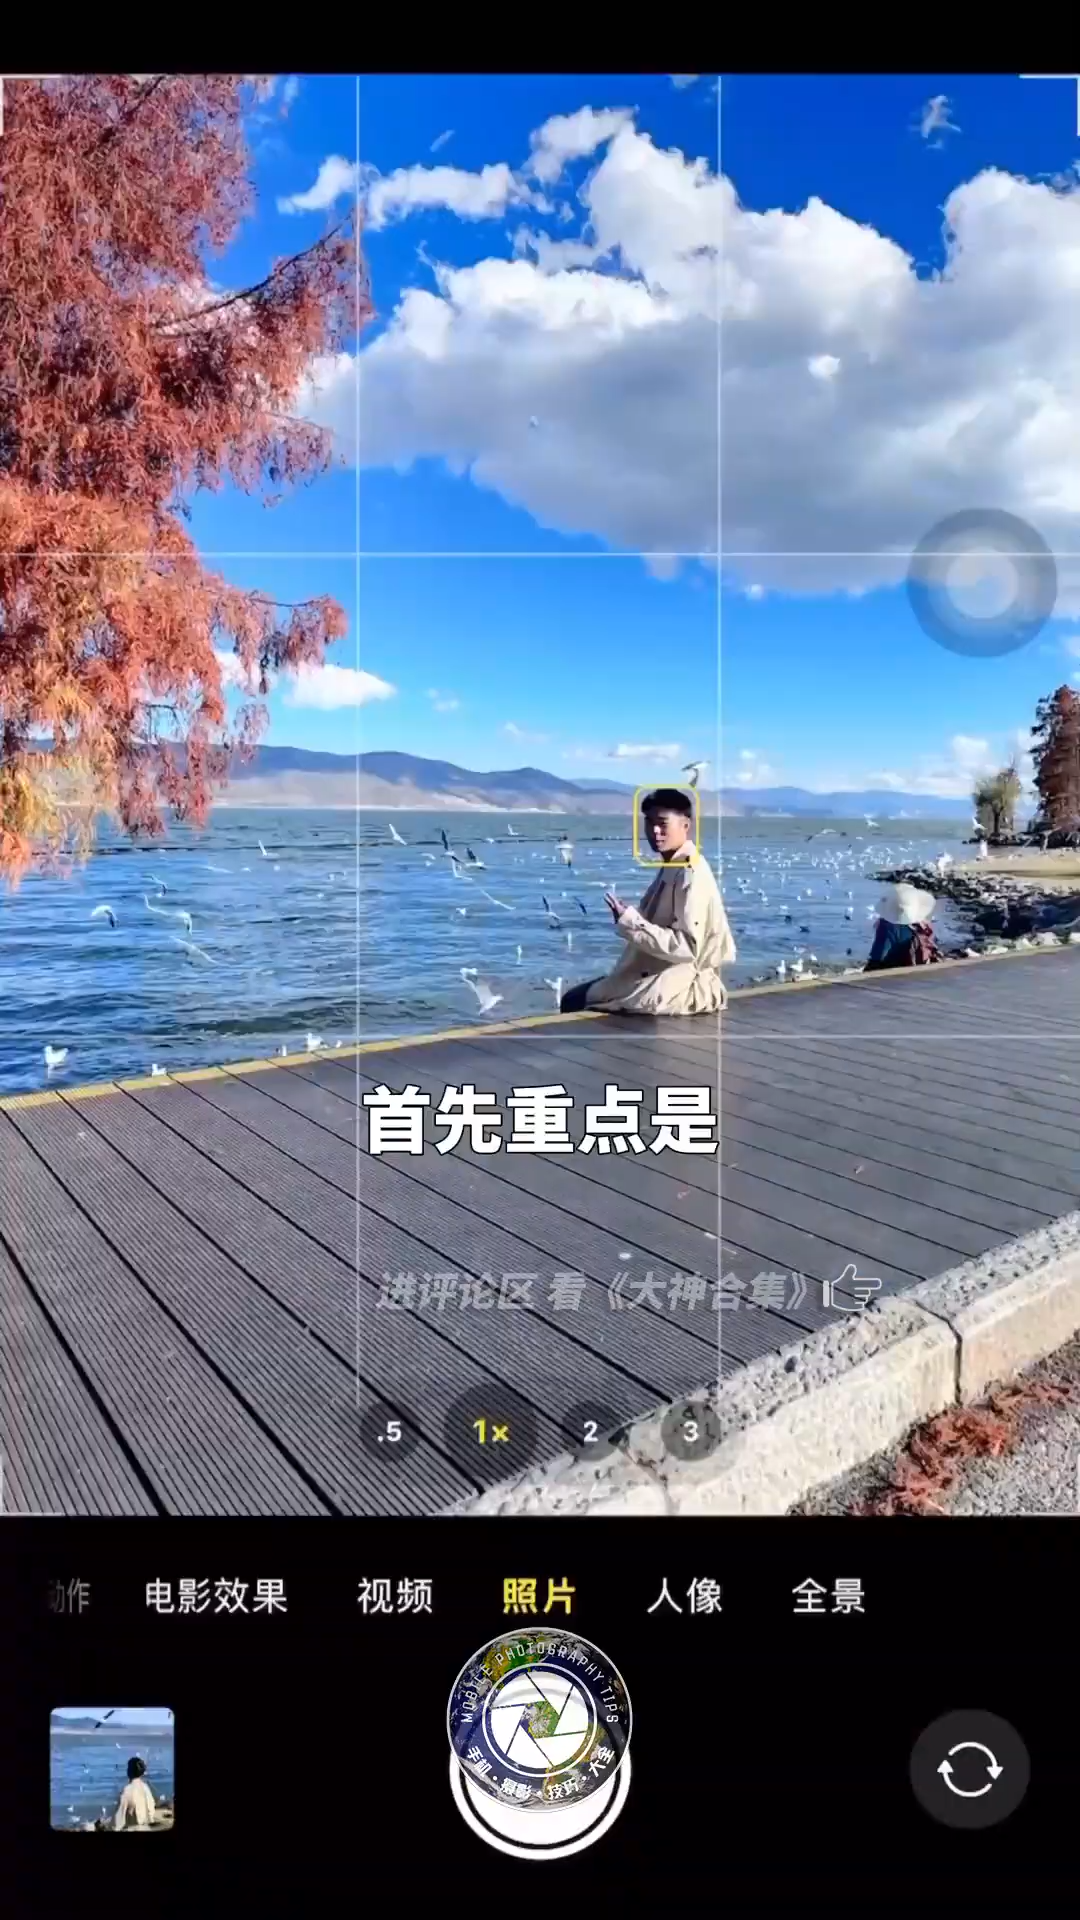 首先重点是
进评论区 看《大神合集》
.5 1× 2 3
动作 电影效果 视频 照片 人像 全景
MOBILE PHOTOGRAPHY TIPS
手机·摄影·技巧·大全